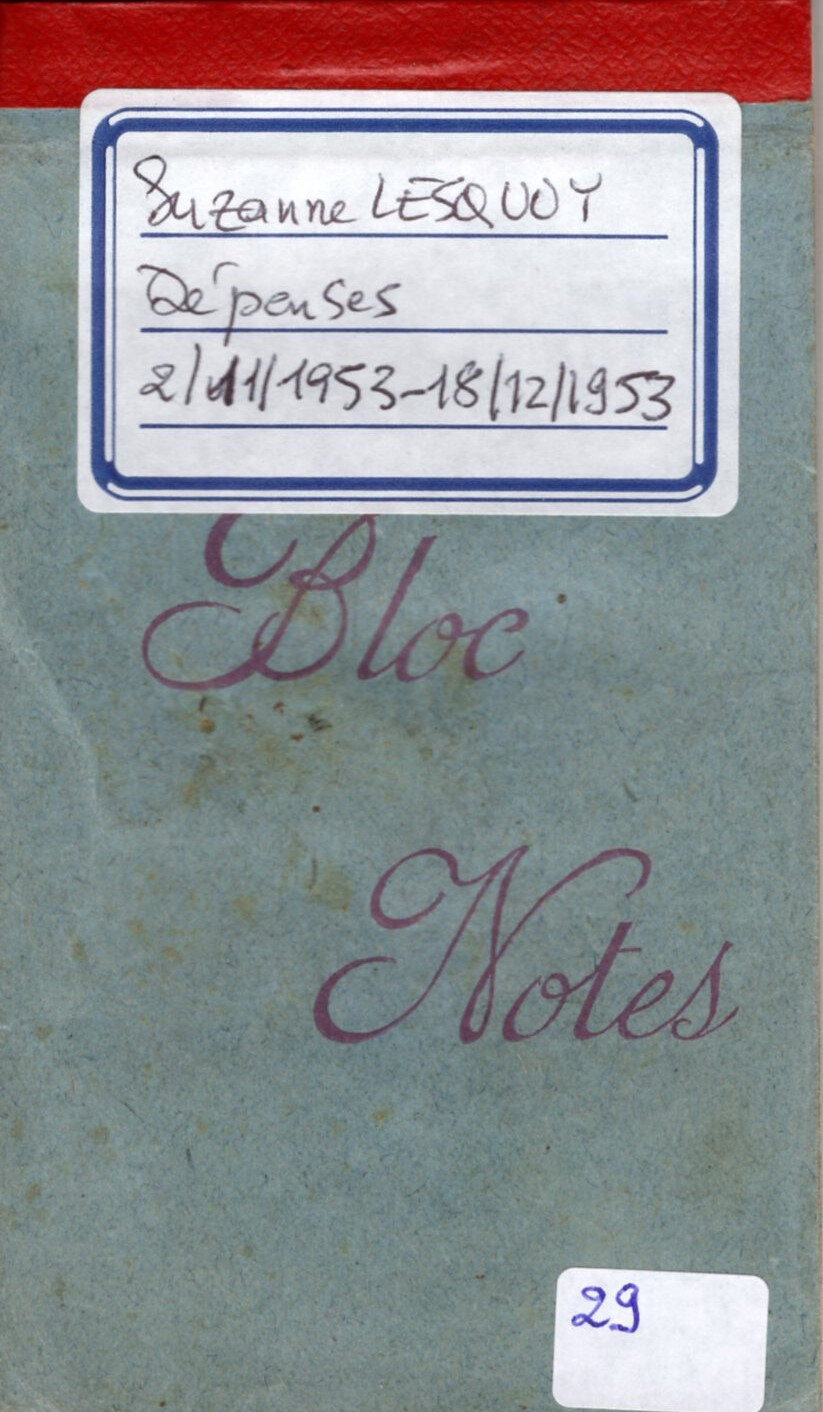 Suzanne LESQUOY
Dépenses
2/11/1953-18/12/1953
Bloc
Notes
29